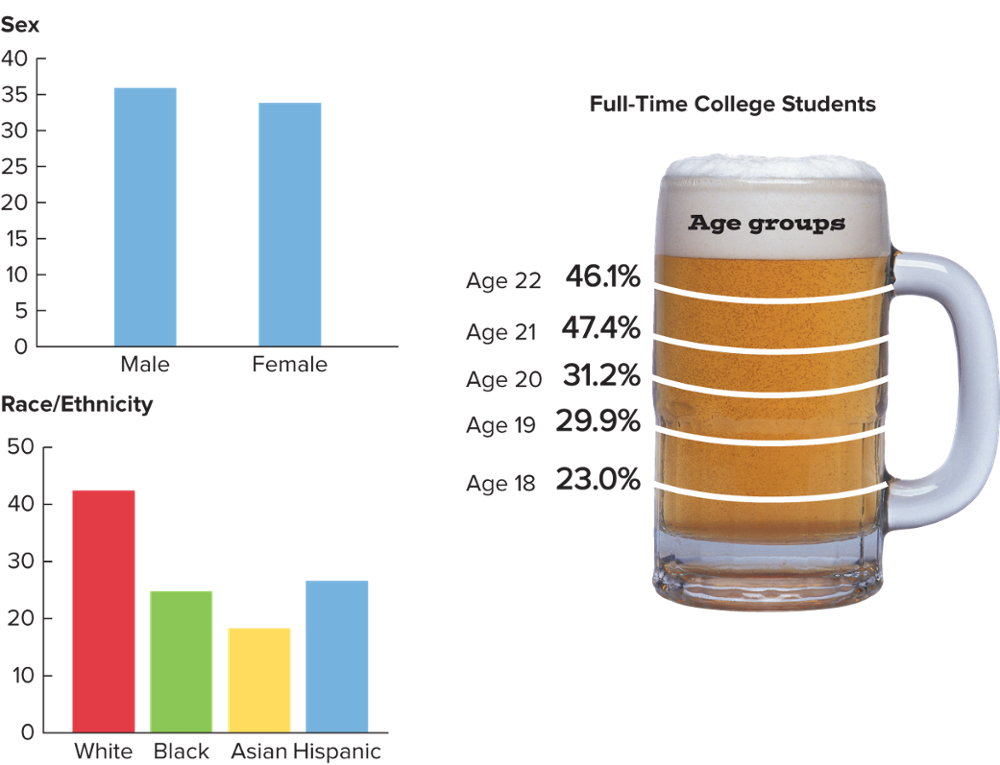 Sex
40
35
30
25
20
15
10
5
0
Male Female
Race/Ethnicity
50
40
30
20
10
0
White Black Asian Hispanic
Full-Time College Students
Age groups
Age 22 46.1%
Age 21 47.4%
Age 20 31.2%
Age 19 29.9%
Age 18 23.0%